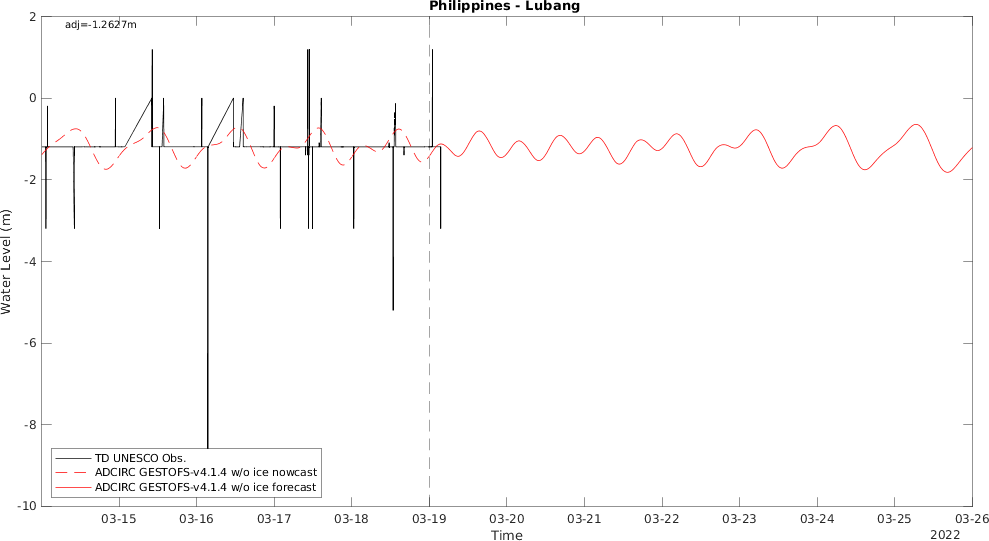 Philippines - Lubang
adj=-1.2627m
2
0
-2
-4
-6
-8
-10
Water Level (m)
TD UNESCO Obs.
ADCIRC GESTOFS-v4.1.4 w/o ice nowcast
ADCIRC GESTOFS-v4.1.4 w/o ice forecast
03-15 03-16 03-17 03-18 03-19 03-20 03-21 03-22 03-23 03-24 03-25 03-26
Time
2022